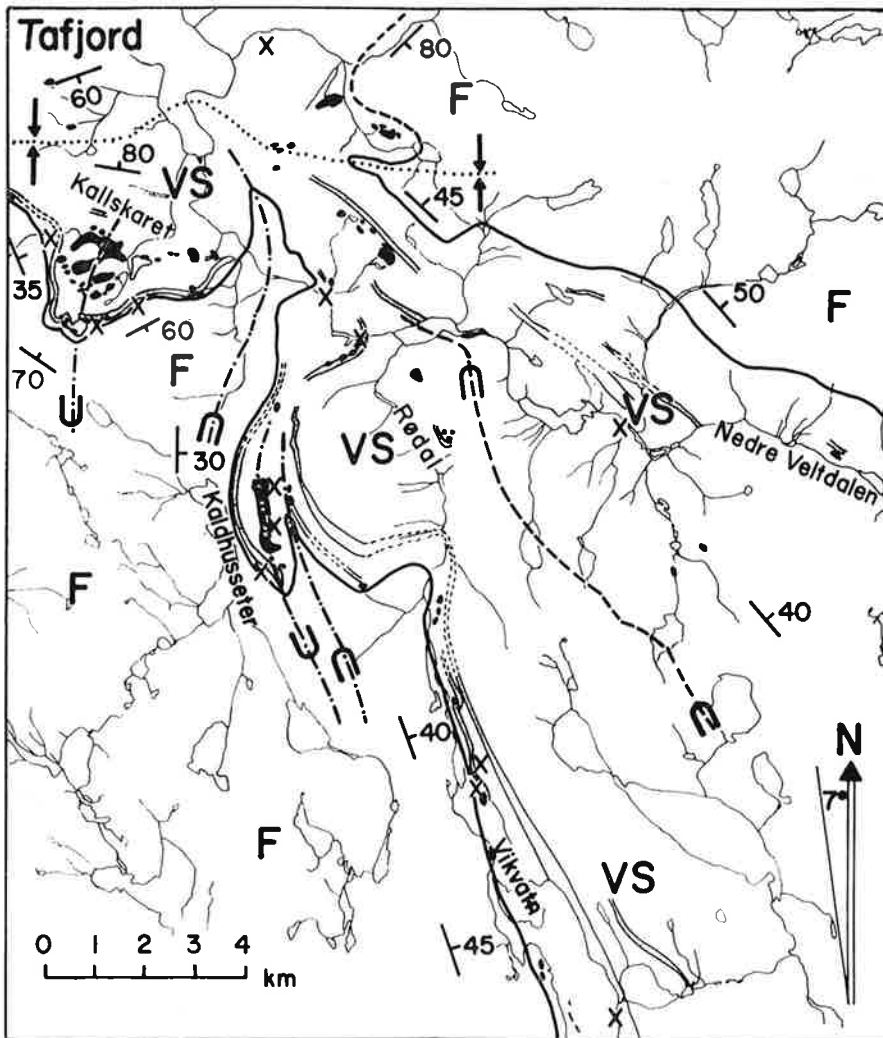 Tafjord
X
80
60
F
80
VS
Kallskaret
45
X
35
X
X
X
60
X
50
F
F
X
70
30
VS
Rødal
X
VS
Nedre Veltdalen
Kaldhusseter
X
X
X
F
40
40
N
7°
X
X
F
Vikvatn
VS
0 1 2 3 4
km
45
X